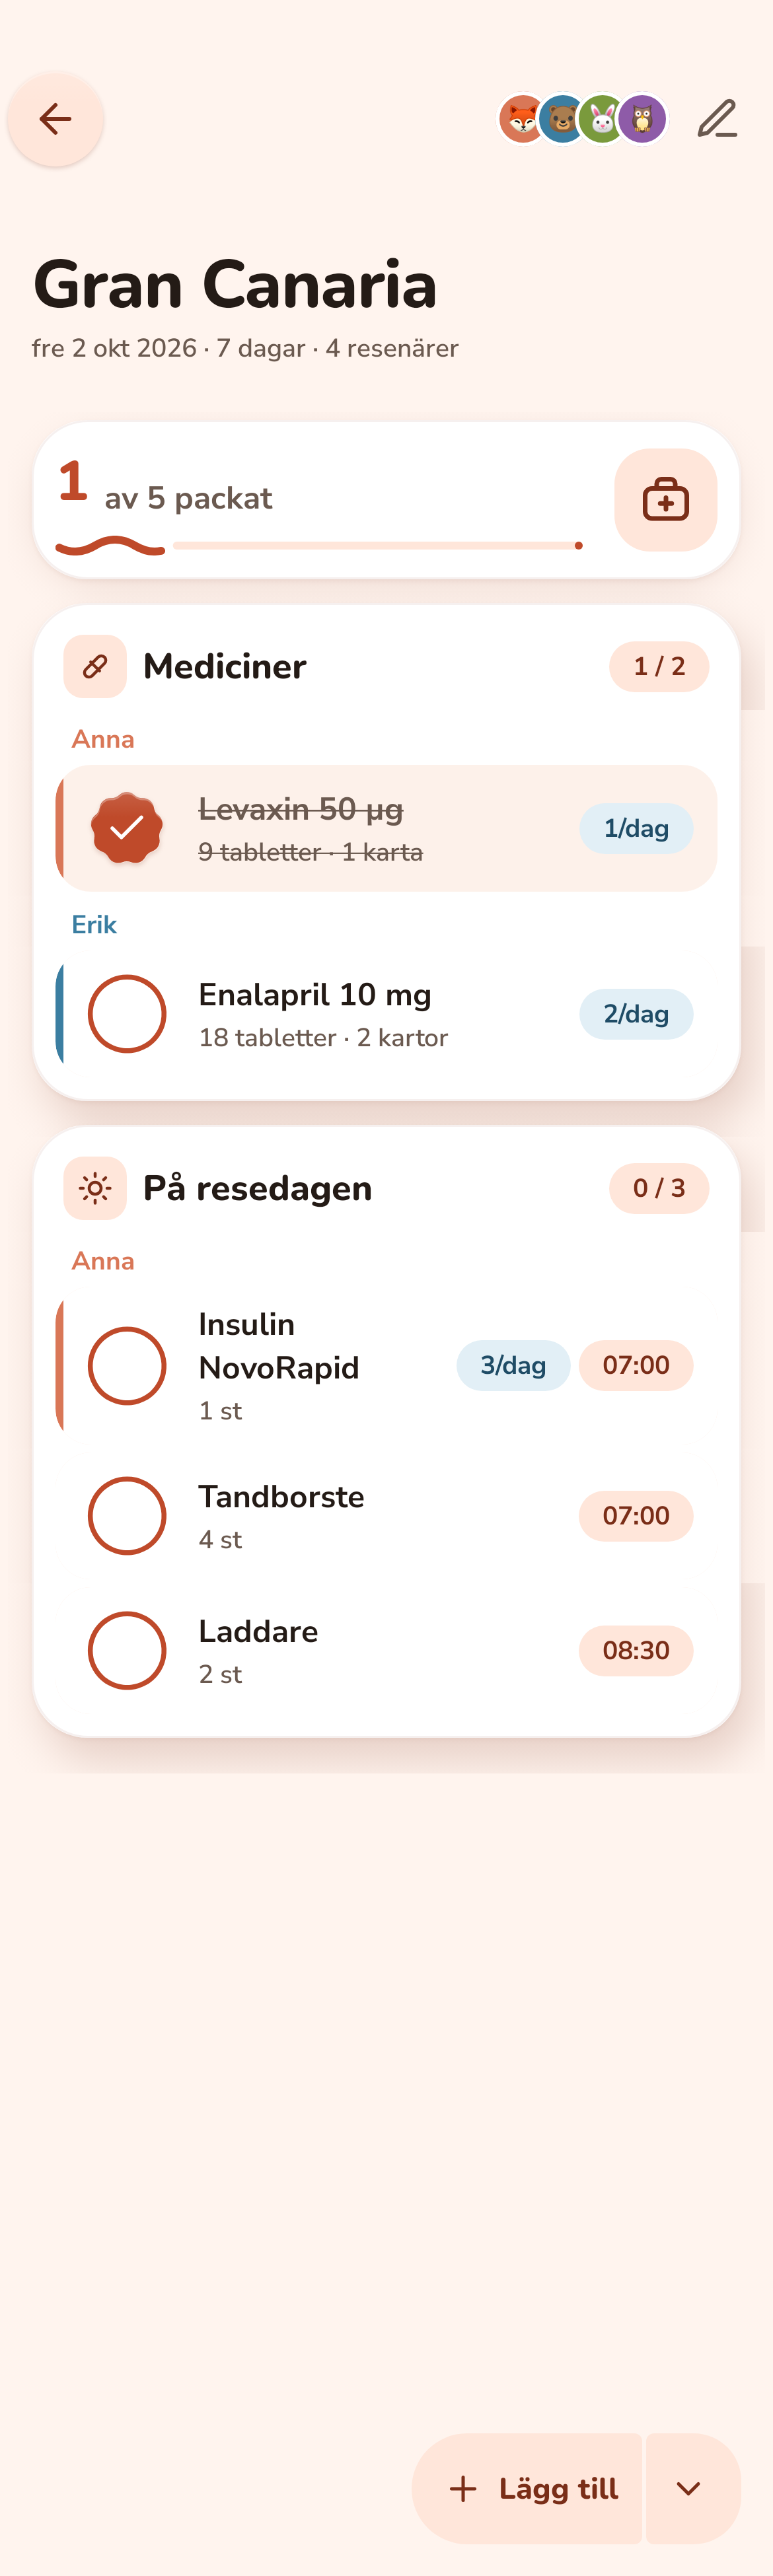 Gran Canaria
fre 2 okt 2026 · 7 dagar · 4 resenärer
1 av 5 packat
Mediciner
1 / 2
Anna
Levaxin 50 µg
9 tabletter · 1 karta
1/dag
Erik
Enalapril 10 mg
18 tabletter · 2 kartor
2/dag
På resedagen
0 / 3
Anna
Insulin
NovoRapid
1 st
3/dag
07:00
Tandborste
4 st
07:00
Laddare
2 st
08:30
Lägg till